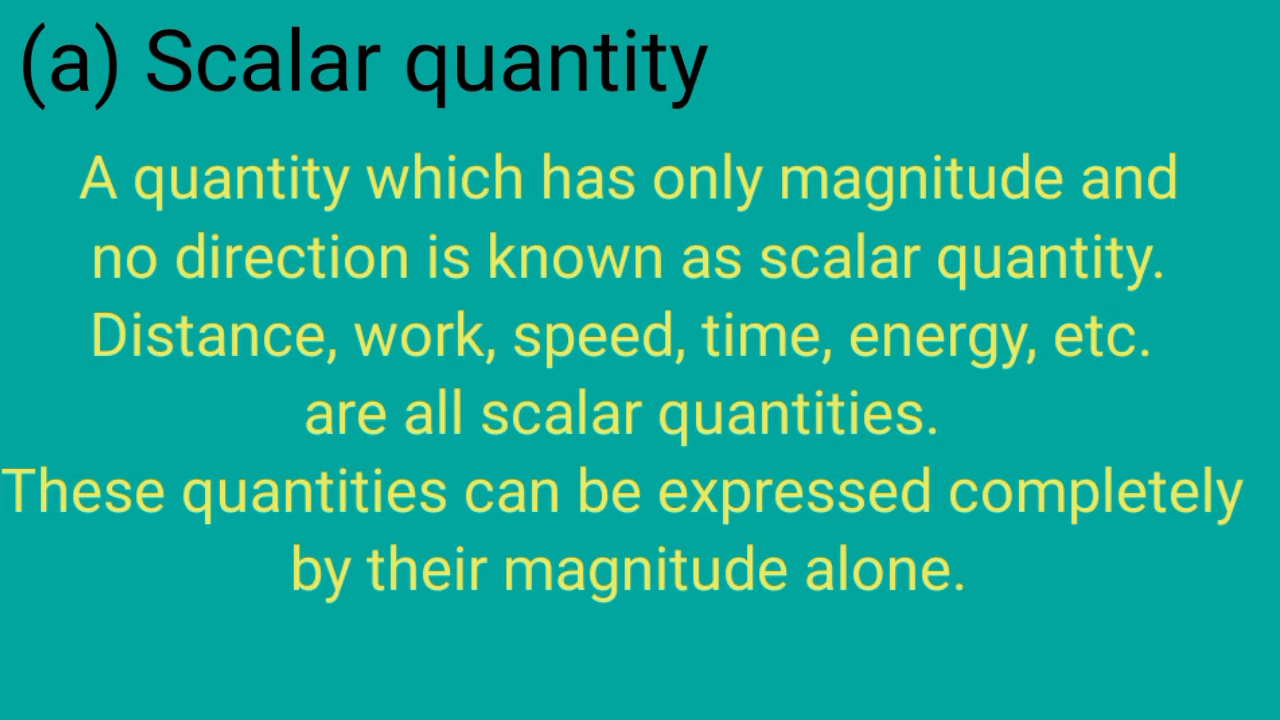 (a) Scalar quantity
A quantity which has only magnitude and
no direction is known as scalar quantity.
Distance, work, speed, time, energy, etc.
are all scalar quantities.
These quantities can be expressed completely
by their magnitude alone.